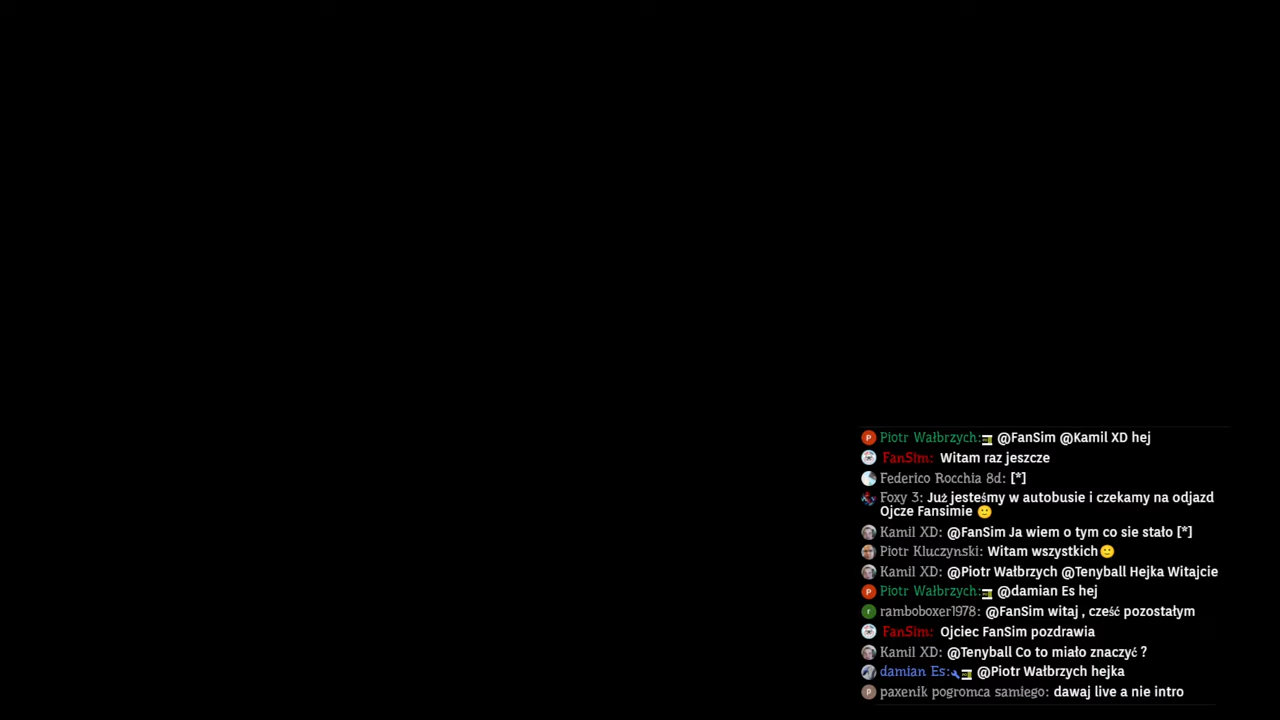 Piotr Wałbrzych: @FanSim @Kamil XD hej
FanSim: Witam raz jeszcze
Federico Rocchia 8d: [*]
Foxy 3: Już jesteśmy w autobusie i czekamy na odjazd
Ojcze Fansimie 🙂
Kamil XD: @FanSim Ja wiem o tym co sie stało [*]
Piotr Kluczynski: Witam wszystkich🙂
Kamil XD: @Piotr Wałbrzych @Tenyball Hejka Witajcie
Piotr Wałbrzych: @damian Es hej
ramboboxer1978: @FanSim witaj , cześć pozostałym
FanSim: Ojciec FanSim pozdrawia
Kamil XD: @Tenyball Co to miało znaczyć ?
damian Es: @Piotr Wałbrzych hejka
paxenik pogromca samiego: dawaj live a nie intro